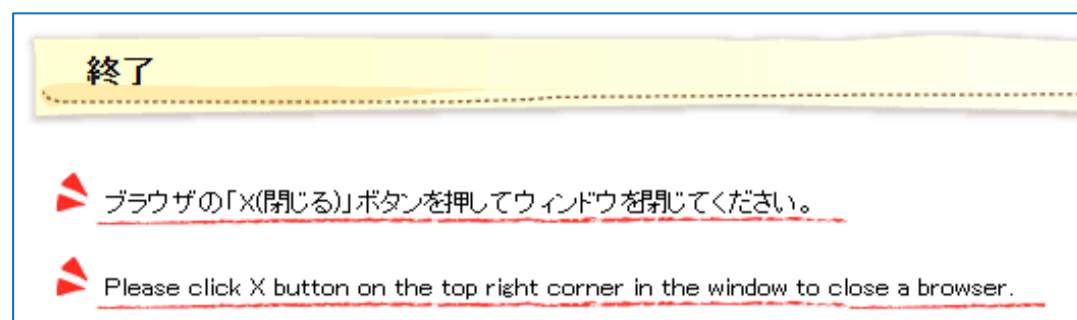 終了
ブラウザの「X(閉じる)」ボタンを押してウィンドウを閉じてください。
Please click X button on the top right corner in the window to close a browser.